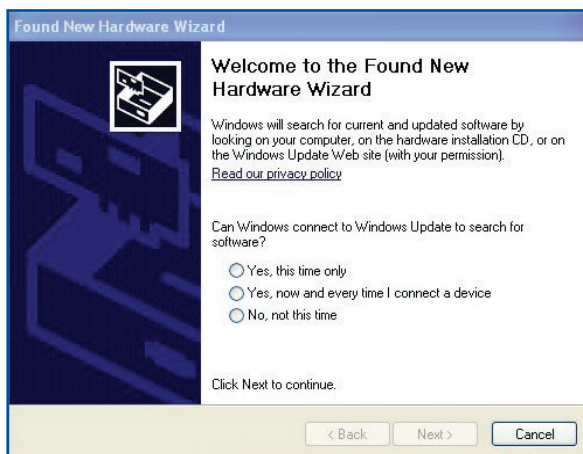 Found New Hardware Wizard
Welcome to the Found New
Hardware Wizard
Windows will search for current and updated software by
looking on your computer, on the hardware installation CD, or on
the Windows Update Web site (with your permission).
Read our privacy policy
Can Windows connect to Windows Update to search for
software?
Yes, this time only
Yes, now and every time I connect a device
No, not this time
Click Next to continue.
< Back Next > Cancel